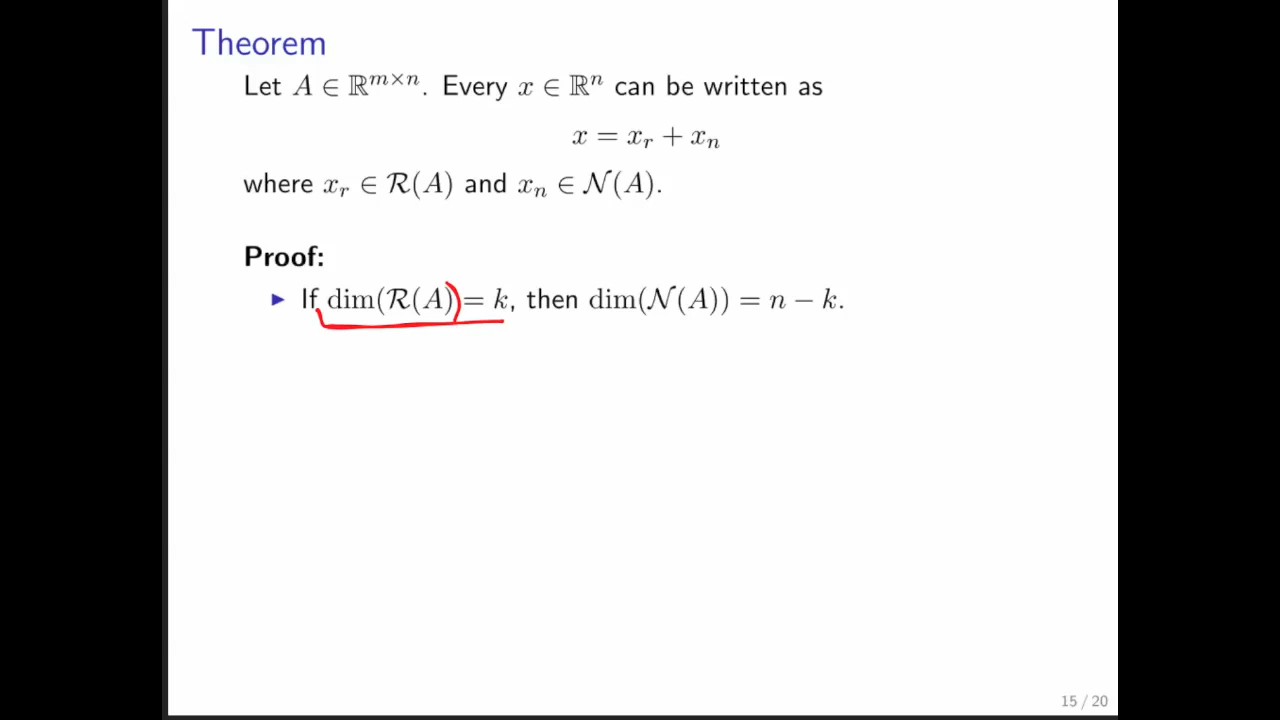 Theorem
Let A ∈ ℝ^{m×n}. Every x ∈ ℝ^n can be written as
x = x_r + x_n
where x_r ∈ 𝓡(A) and x_n ∈ 𝓝(A).
Proof:
▶ If dim(𝓡(A)) = k, then dim(𝓝(A)) = n − k.
15 / 20